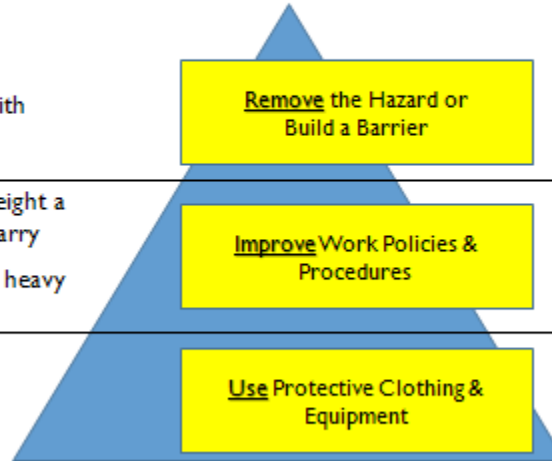 Remove the Hazard or
Build a Barrier
ith
eight a
arry
heavy
Improve Work Policies &
Procedures
Use Protective Clothing &
Equipment